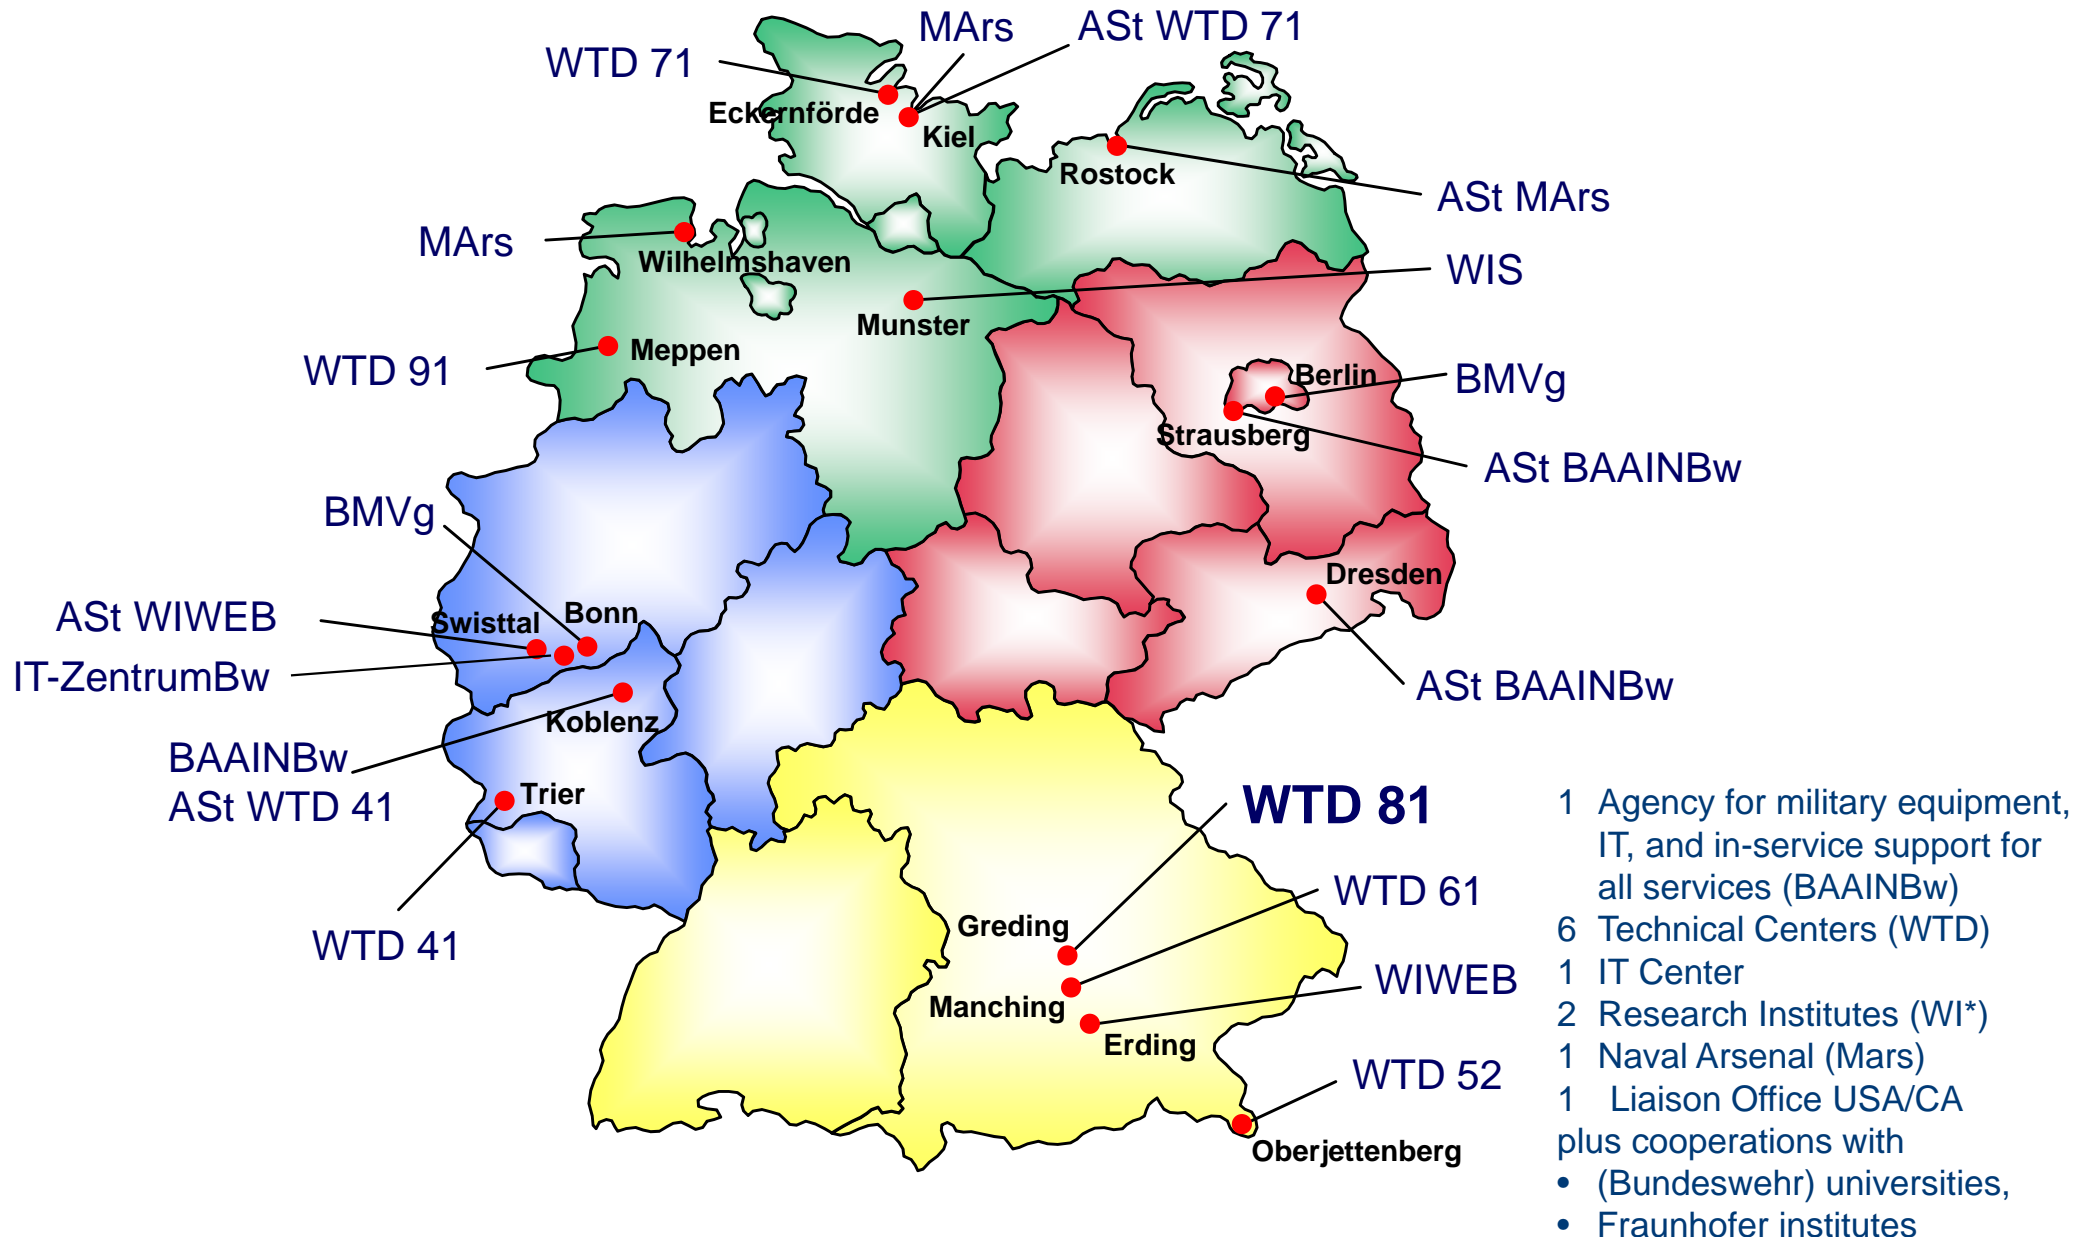 MArs
ASt WTD 71
WTD 71
Eckernförde
Kiel
Rostock
ASt MArs
MArs
Wilhelmshaven
WIS
Munster
Meppen
WTD 91
Berlin
BMVg
Strausberg
ASt BAAINBw
BMVg
Dresden
ASt WIWEB
Swisttal
Bonn
IT-ZentrumBw
ASt BAAINBw
Koblenz
BAAINBw
ASt WTD 41
Trier
WTD 41
WTD 81
WTD 61
Greding
WIWEB
Manching
Erding
WTD 52
Oberjettenberg
1 Agency for military equipment,
IT, and in-service support for
all services (BAAINBw)
6 Technical Centers (WTD)
1 IT Center
2 Research Institutes (WI*)
1 Naval Arsenal (Mars)
1 Liaison Office USA/CA
plus cooperations with
• (Bundeswehr) universities,
• Fraunhofer institutes